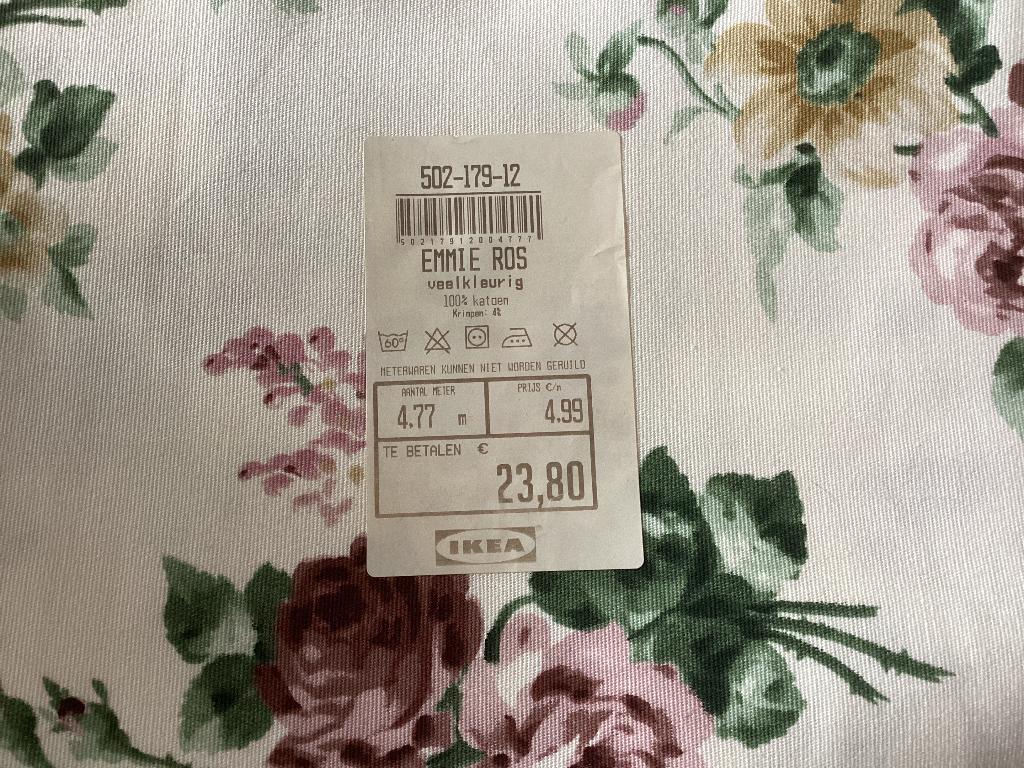 502-179-12
50217912004777
EMMIE ROS
veelkleurig
100% katoen
Krimpen: 4%
60°
METERWAREN KUNNEN NIET WORDEN GERUILD
AANTAL METER PRIJS €/m
4.77 m 4.99
TE BETALEN €
23,80
IKEA